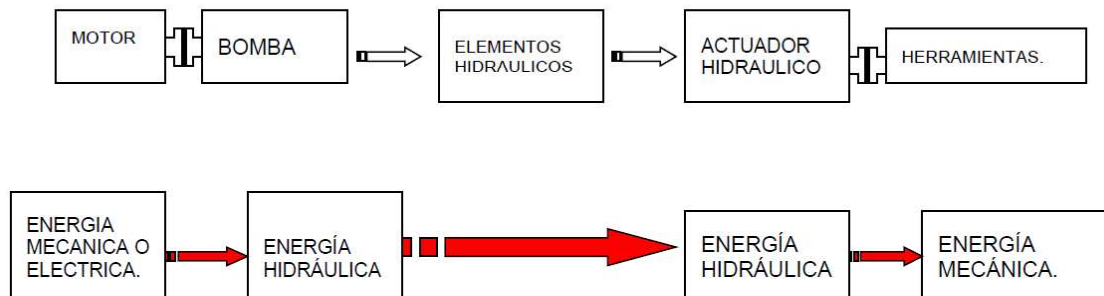 MOTOR
BOMBA
ELEMENTOS
HIDRAULICOS
ACTUADOR
HIDRAULICO
HERRAMIENTAS.
ENERGIA
MECANICA O
ELECTRICA.
ENERGÍA
HIDRÁULICA
ENERGÍA
HIDRÁULICA
ENERGÍA
MECÁNICA.